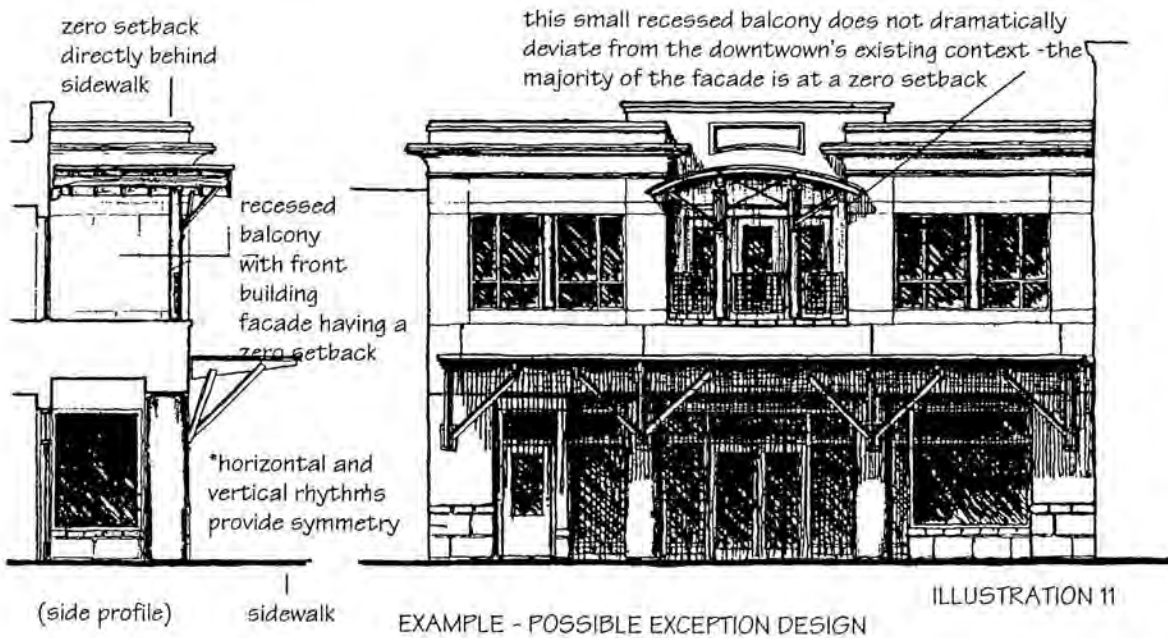 zero setback
directly behind
sidewalk
this small recessed balcony does not dramatically
deviate from the downtwown's existing context -the
majority of the facade is at a zero setback
recessed
balcony
with front
building
facade having a
zero setback
*horizontal and
vertical rhythms
provide symmetry
(side profile)
sidewalk
ILLUSTRATION 11
EXAMPLE - POSSIBLE EXCEPTION DESIGN